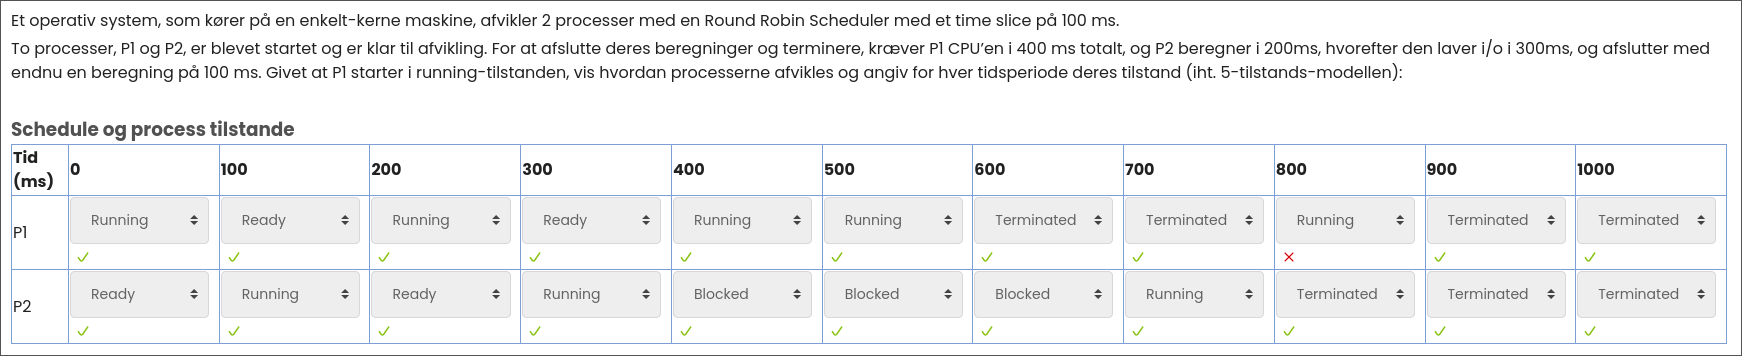 Et operativ system, som kører på en enkelt-kerne maskine, afvikler 2 processer med en Round Robin Scheduler med et time slice på 100 ms.
To processer, P1 og P2, er blevet startet og er klar til afvikling. For at afslutte deres beregninger og terminere, kræver P1 CPU'en i 400 ms totalt, og P2 beregner i 200ms, hvorefter den laver i/o i 300ms, og afslutter med
endnu en beregning på 100 ms. Givet at P1 starter i running-tilstanden, vis hvordan processerne afvikles og angiv for hver tidsperiode deres tilstand (iht. 5-tilstands-modellen):
Schedule og process tilstande
Tid (ms) 0 100 200 300 400 500 600 700 800 900 1000
P1 Running Ready Running Ready Running Running Terminated Terminated Running Terminated Terminated
P2 Ready Running Ready Running Blocked Blocked Blocked Running Terminated Terminated Terminated